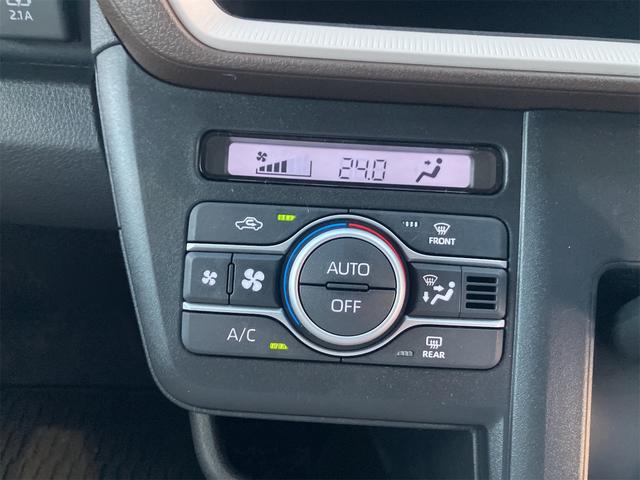 2.1A
24.0
FRONT
AUTO
OFF
A/C
REAR